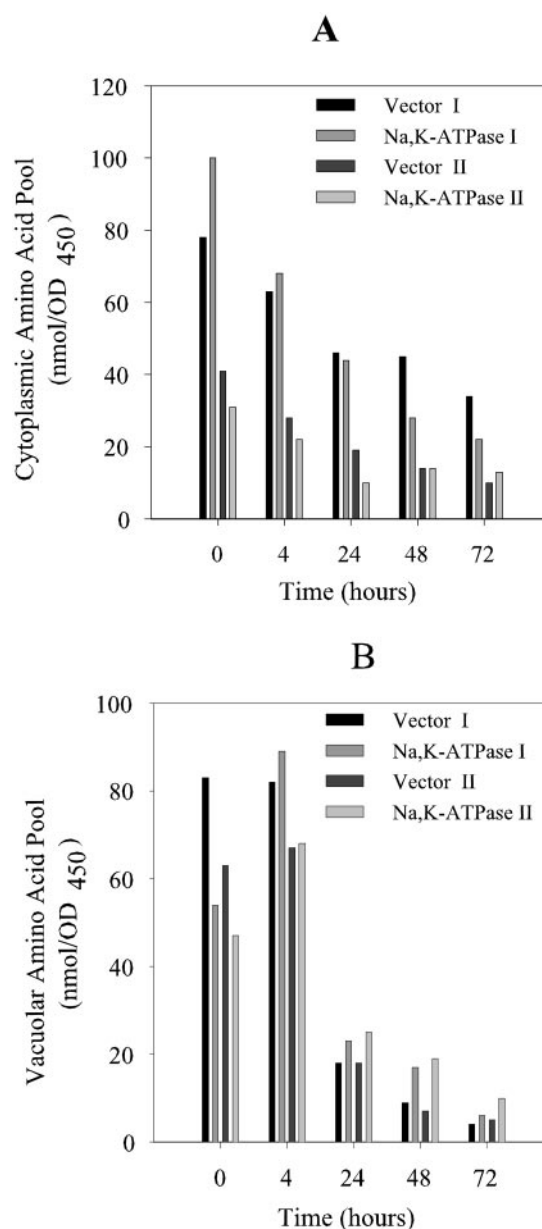 A
Cytoplasmic Amino Acid Pool
(nmol/OD 450)
120
100
80
60
40
20
0
Vector I
Na,K-ATPase I
Vector II
Na,K-ATPase II
0 4 24 48 72
Time (hours)
B
Vacuolar Amino Acid Pool
(nmol/OD 450)
100
80
60
40
20
0
Vector I
Na,K-ATPase I
Vector II
Na,K-ATPase II
0 4 24 48 72
Time (hours)